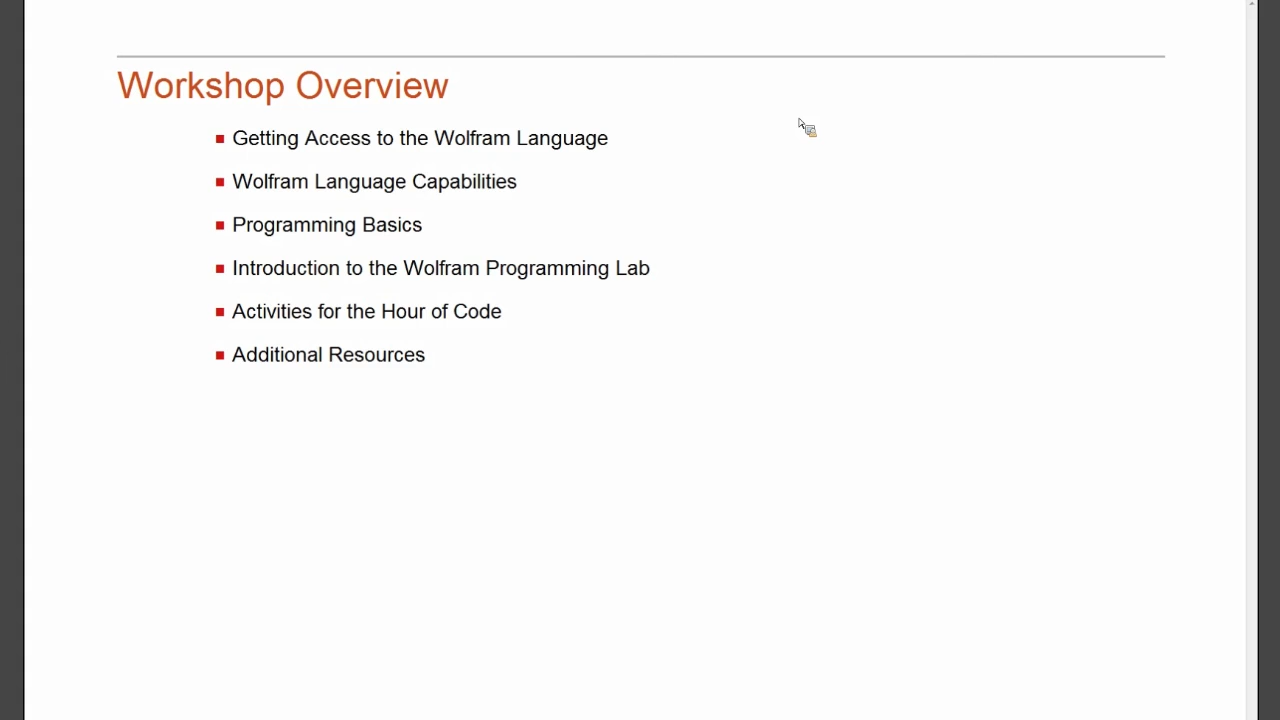 Workshop Overview
Getting Access to the Wolfram Language
Wolfram Language Capabilities
Programming Basics
Introduction to the Wolfram Programming Lab
Activities for the Hour of Code
Additional Resources